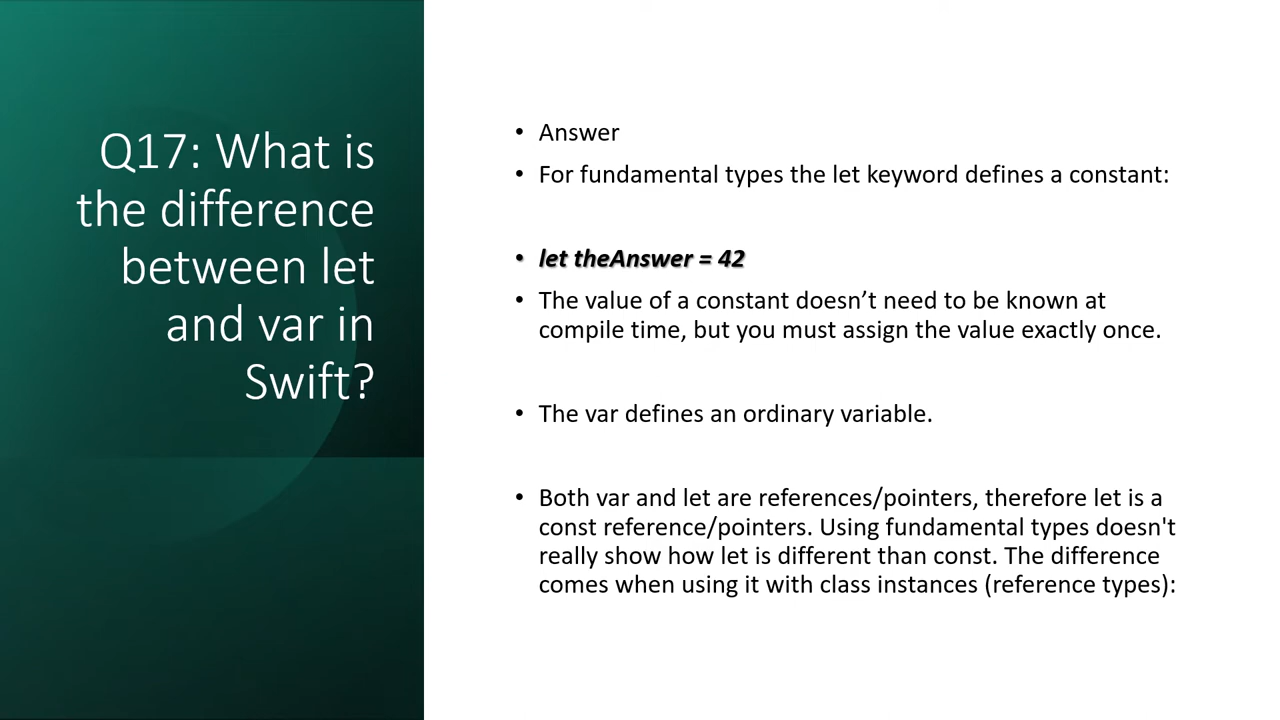 Q17: What is
the difference
between let
and var in
Swift?
• Answer
• For fundamental types the let keyword defines a constant:
• let theAnswer = 42
• The value of a constant doesn’t need to be known at
compile time, but you must assign the value exactly once.
• The var defines an ordinary variable.
• Both var and let are references/pointers, therefore let is a
const reference/pointers. Using fundamental types doesn't
really show how let is different than const. The difference
comes when using it with class instances (reference types):